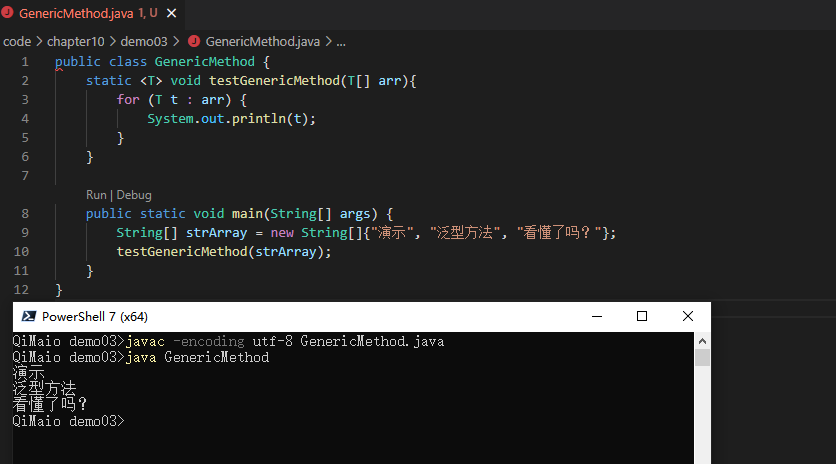 GenericMethod.java 1, U
code > chapter10 > demo03 > GenericMethod.java > ...
1 public class GenericMethod {
2 static <T> void testGenericMethod(T[] arr){
3 for (T t : arr) {
4 System.out.println(t);
5 }
6 }
7
Run | Debug
8 public static void main(String[] args) {
9 String[] strArray = new String[]{"演示", "泛型方法", "看懂了吗？"};
10 testGenericMethod(strArray);
11 }
12 }
PowerShell 7 (x64)
QiMaio demo03>javac -encoding utf-8 GenericMethod.java
QiMaio demo03>java GenericMethod
演示
泛型方法
看懂了吗？
QiMaio demo03>